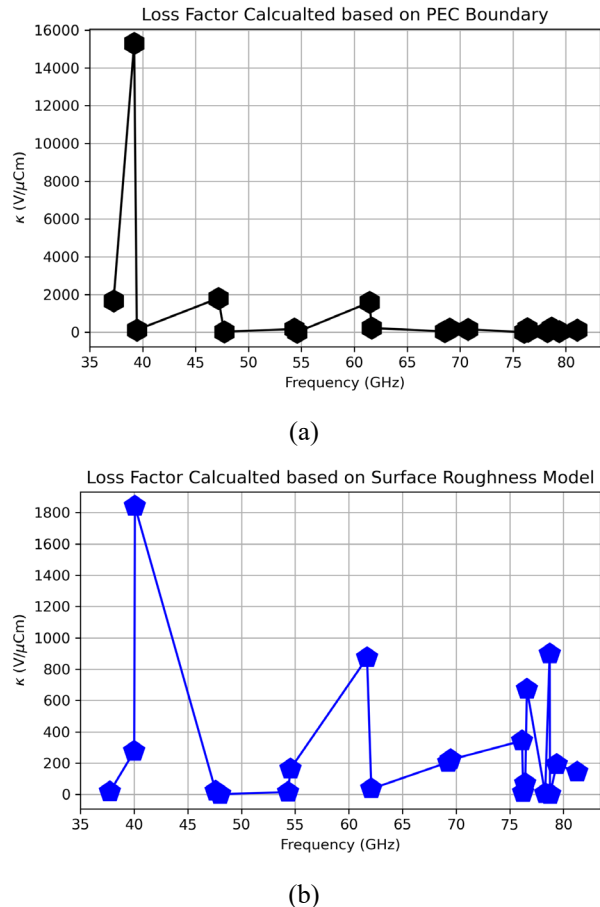 Loss Factor Calcualted based on PEC Boundary
16000
14000
12000
10000
8000
6000
4000
2000
0
κ (V/μCm)
35 40 45 50 55 60 65 70 75 80
Frequency (GHz)
(a)
Loss Factor Calcualted based on Surface Roughness Model
1800
1600
1400
1200
1000
800
600
400
200
0
κ (V/μCm)
35 40 45 50 55 60 65 70 75 80
Frequency (GHz)
(b)